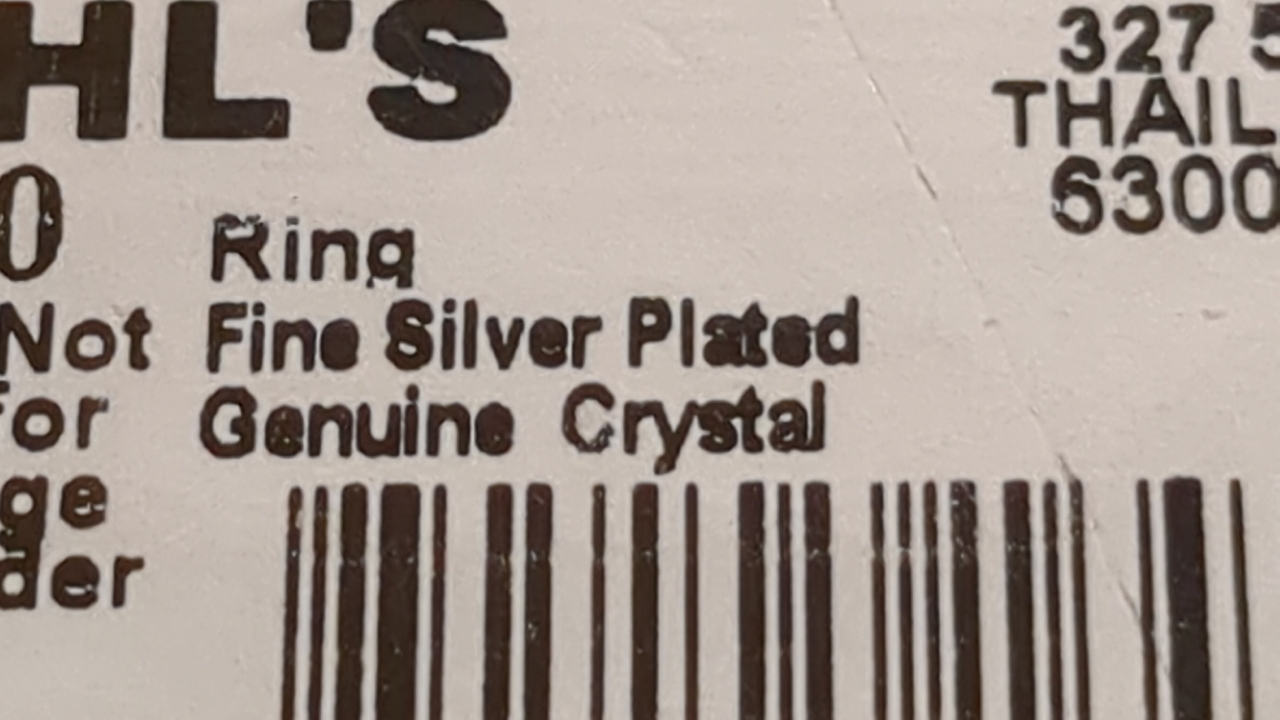 HL'S
327 5
THAIL
6300
0 Ring
Not Fine Silver Plated
For Genuine Crystal
ge
der